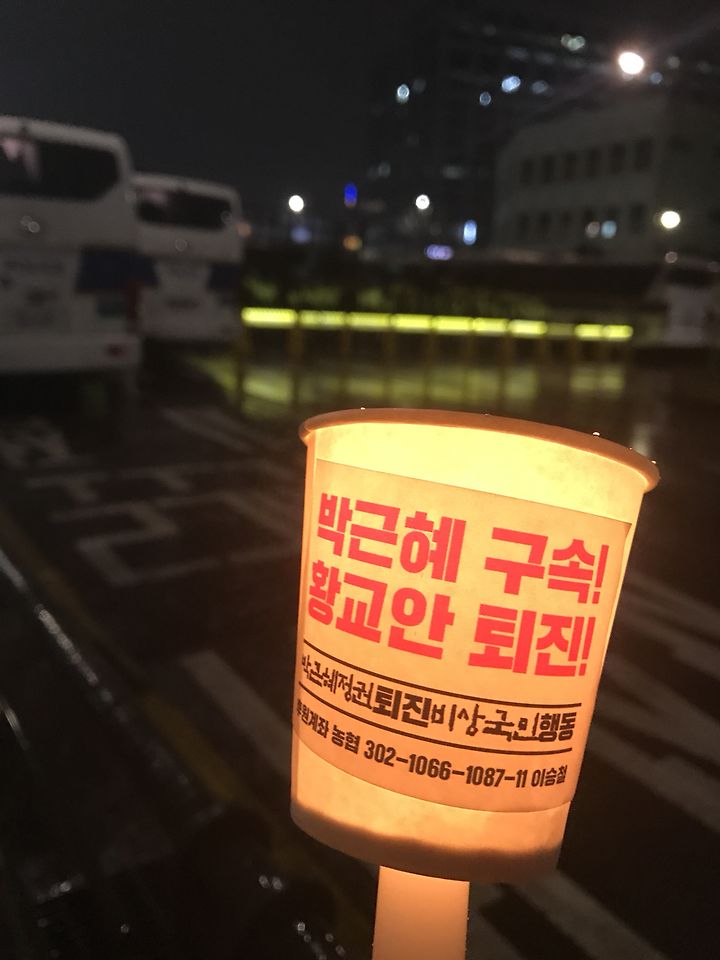 박근혜 구속!
황교안 퇴진!
박근혜정권퇴진비상국민행동
후원계좌 농협 302-1066-1087-11 이승철